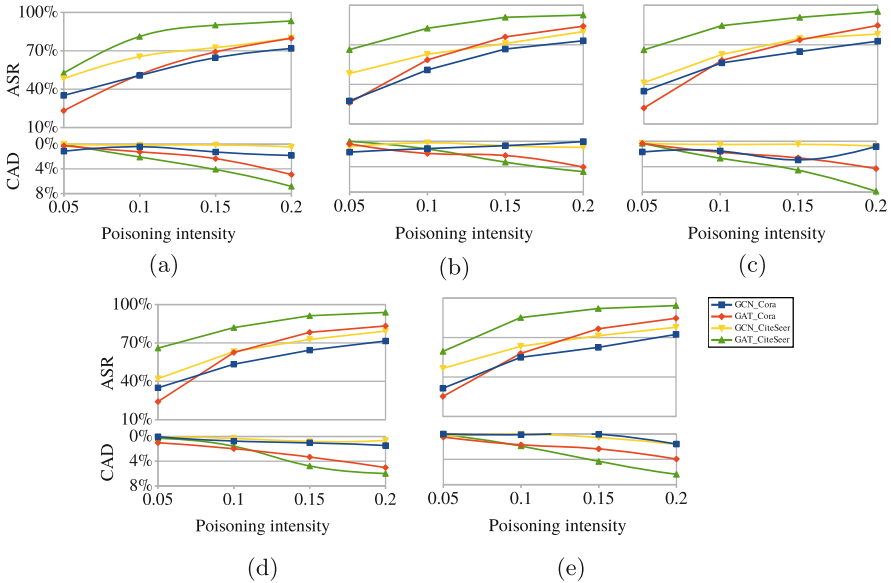 100%
70%
40%
10%
ASR
0%
4%
8%
CAD
0.05 0.1 0.15 0.2
0.05 0.1 0.15 0.2
0.05 0.1 0.15 0.2
Poisoning intensity
Poisoning intensity
Poisoning intensity
(a)
(b)
(c)
100%
70%
40%
10%
ASR
0%
4%
8%
CAD
0.05 0.1 0.15 0.2
0.05 0.1 0.15 0.2
Poisoning intensity
Poisoning intensity
GCN_Cora
GAT_Cora
GCN_CiteSeer
GAT_CiteSeer
(d)
(e)